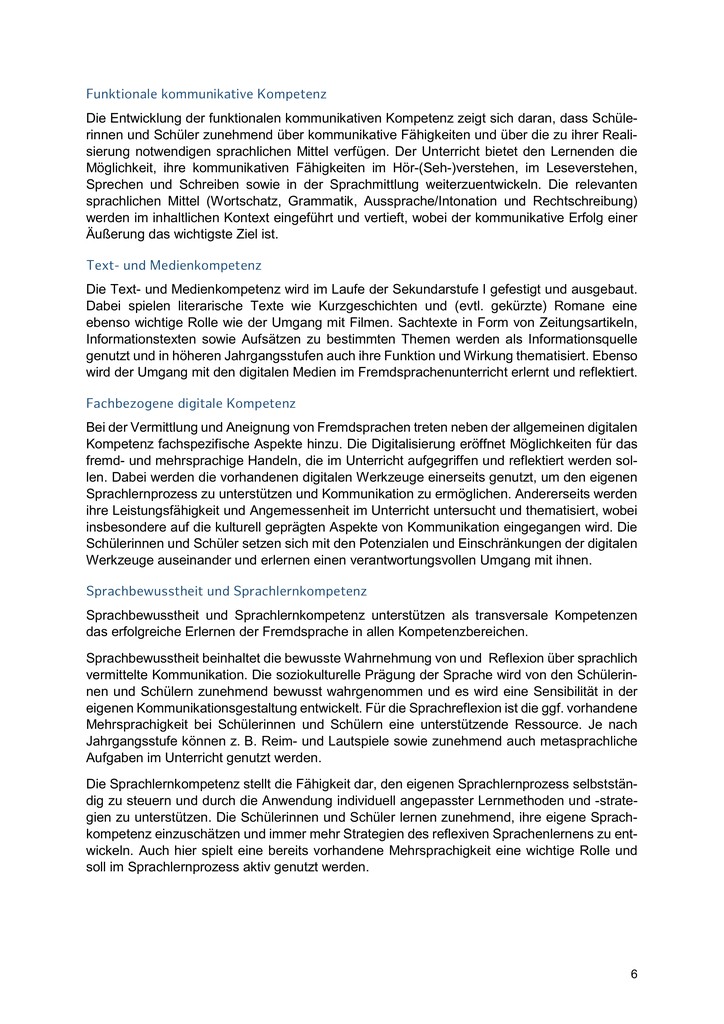 Funktionale kommunikative Kompetenz
Die Entwicklung der funktionalen kommunikativen Kompetenz zeigt sich daran, dass Schüle-
rinnen und Schüler zunehmend über kommunikative Fähigkeiten und über die zu ihrer Reali-
sierung notwendigen sprachlichen Mittel verfügen. Der Unterricht bietet den Lernenden die
Möglichkeit, ihre kommunikativen Fähigkeiten im Hör-(Seh-)verstehen, im Leseverstehen,
Sprechen und Schreiben sowie in der Sprachmittlung weiterzuentwickeln. Die relevanten
sprachlichen Mittel (Wortschatz, Grammatik, Aussprache/Intonation und Rechtschreibung)
werden im inhaltlichen Kontext eingeführt und vertieft, wobei der kommunikative Erfolg einer
Äußerung das wichtigste Ziel ist.
Text- und Medienkompetenz
Die Text- und Medienkompetenz wird im Laufe der Sekundarstufe I gefestigt und ausgebaut.
Dabei spielen literarische Texte wie Kurzgeschichten und (evtl. gekürzte) Romane eine
ebenso wichtige Rolle wie der Umgang mit Filmen. Sachtexte in Form von Zeitungsartikeln,
Informationstexten sowie Aufsätzen zu bestimmten Themen werden als Informationsquelle
genutzt und in höheren Jahrgangsstufen auch ihre Funktion und Wirkung thematisiert. Ebenso
wird der Umgang mit den digitalen Medien im Fremdsprachenunterricht erlernt und reflektiert.
Fachbezogene digitale Kompetenz
Bei der Vermittlung und Aneignung von Fremdsprachen treten neben der allgemeinen digitalen
Kompetenz fachspezifische Aspekte hinzu. Die Digitalisierung eröffnet Möglichkeiten für das
fremd- und mehrsprachige Handeln, die im Unterricht aufgegriffen und reflektiert werden sol-
len. Dabei werden die vorhandenen digitalen Werkzeuge einerseits genutzt, um den eigenen
Sprachlernprozess zu unterstützen und Kommunikation zu ermöglichen. Andererseits werden
ihre Leistungsfähigkeit und Angemessenheit im Unterricht untersucht und thematisiert, wobei
insbesondere auf die kulturell geprägten Aspekte von Kommunikation eingegangen wird. Die
Schülerinnen und Schüler setzen sich mit den Potenzialen und Einschränkungen der digitalen
Werkzeuge auseinander und erlernen einen verantwortungsvollen Umgang mit ihnen.
Sprachbewusstheit und Sprachlernkompetenz
Sprachbewusstheit und Sprachlernkompetenz unterstützen als transversale Kompetenzen
das erfolgreiche Erlernen der Fremdsprache in allen Kompetenzbereichen.
Sprachbewusstheit beinhaltet die bewusste Wahrnehmung von und Reflexion über sprachlich
vermittelte Kommunikation. Die soziokulturelle Prägung der Sprache wird von den Schülerin-
nen und Schülern zunehmend bewusst wahrgenommen und es wird eine Sensibilität in der
eigenen Kommunikationsgestaltung entwickelt. Für die Sprachreflexion ist die ggf. vorhandene
Mehrsprachigkeit bei Schülerinnen und Schülern eine unterstützende Ressource. Je nach
Jahrgangsstufe können z. B. Reim- und Lautspiele sowie zunehmend auch metasprachliche
Aufgaben im Unterricht genutzt werden.
Die Sprachlernkompetenz stellt die Fähigkeit dar, den eigenen Sprachlernprozess selbststän-
dig zu steuern und durch die Anwendung individuell angepasster Lernmethoden und -strate-
gien zu unterstützen. Die Schülerinnen und Schüler lernen zunehmend, ihre eigene Sprach-
kompetenz einzuschätzen und immer mehr Strategien des reflexiven Sprachenlernens zu ent-
wickeln. Auch hier spielt eine bereits vorhandene Mehrsprachigkeit eine wichtige Rolle und
soll im Sprachlernprozess aktiv genutzt werden.
6